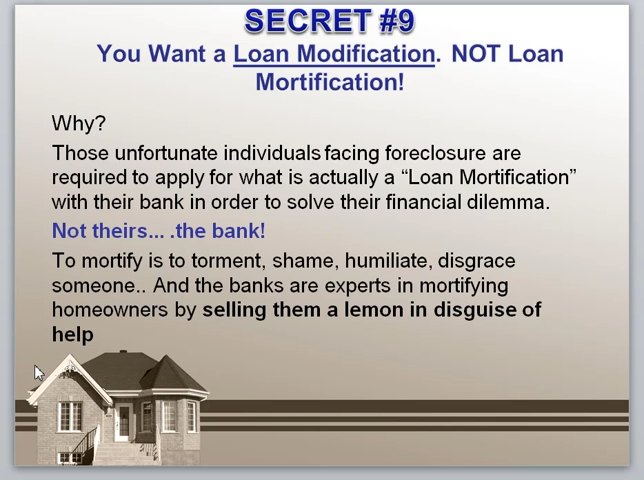 SECRET #9
You Want a Loan Modification. NOT Loan
Mortification!
Why?
Those unfortunate individuals facing foreclosure are
required to apply for what is actually a “Loan Mortification”
with their bank in order to solve their financial dilemma.
Not theirs... .the bank!
To mortify is to torment, shame, humiliate, disgrace
someone.. And the banks are experts in mortifying
homeowners by selling them a lemon in disguise of
help